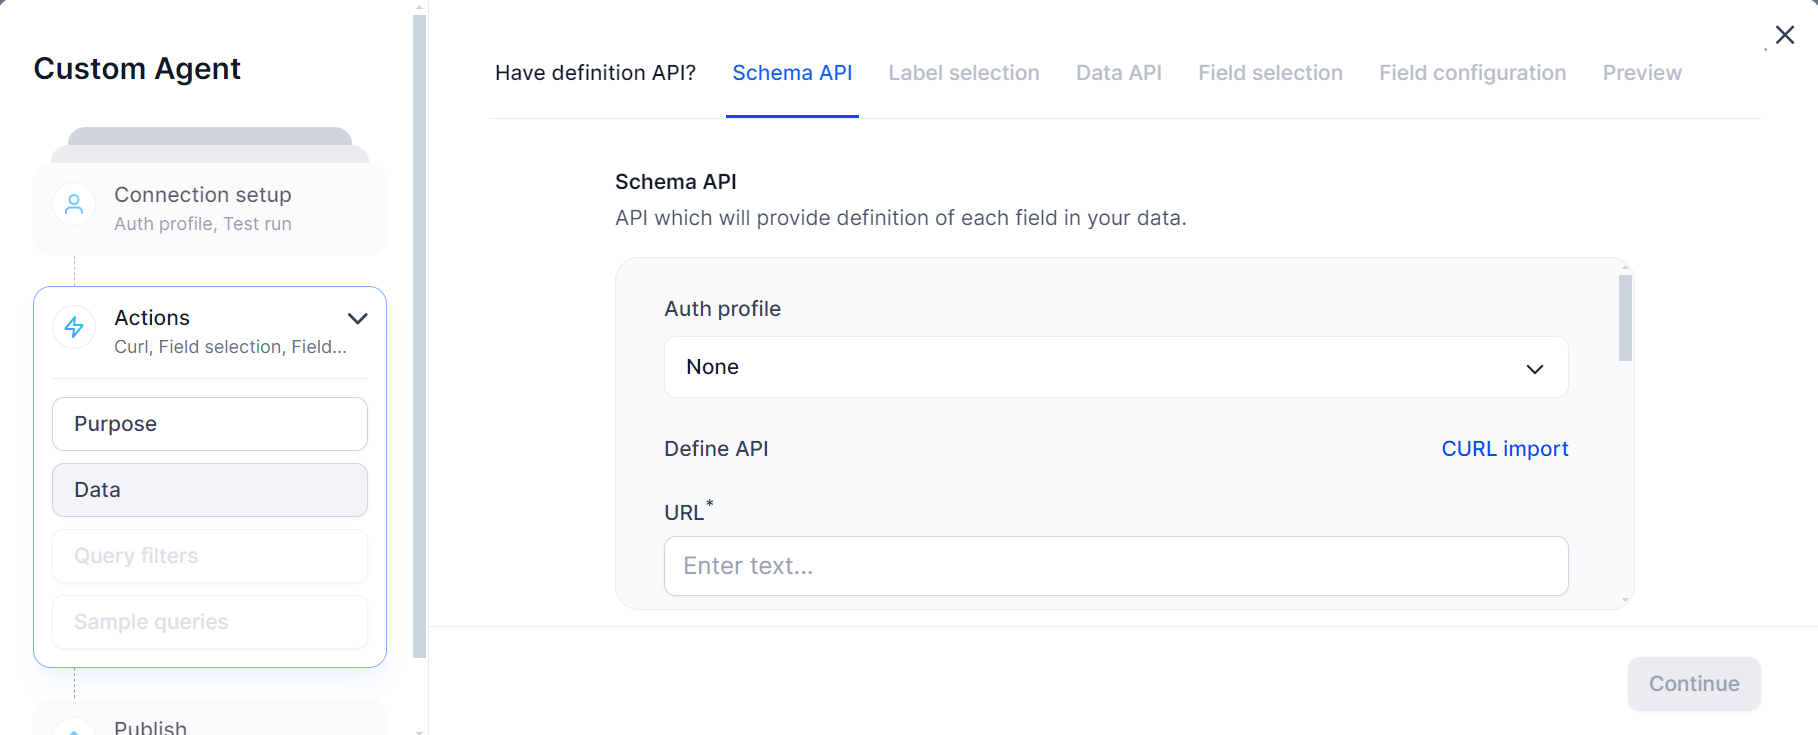 Custom Agent
Connection setup
Auth profile, Test run
Actions
Curl, Field selection, Field...
Purpose
Data
Query filters
Sample queries
Publish
Have definition API?
Schema API
Label selection
Data API
Field selection
Field configuration
Preview
Schema API
API which will provide definition of each field in your data.
Auth profile
None
Define API
CURL import
URL*
Enter text...
Continue